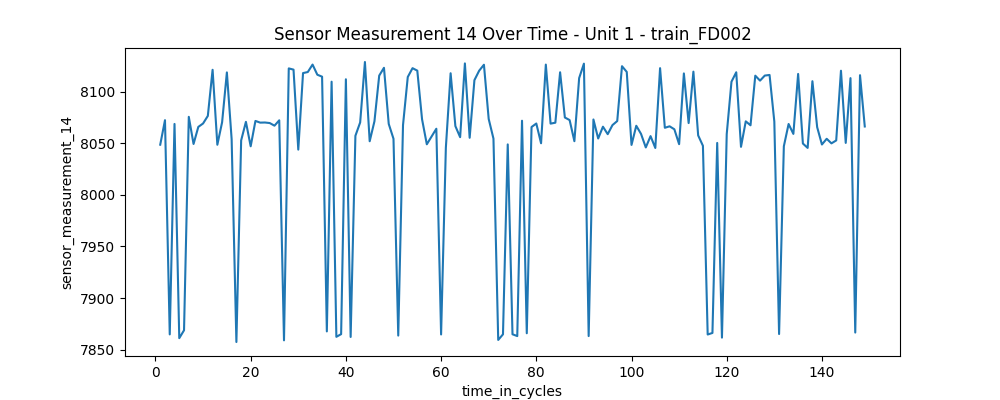 Sensor Measurement 14 Over Time - Unit 1 - train_FD002
sensor_measurement_14
8100
8050
8000
7950
7900
7850
0 20 40 60 80 100 120 140
time_in_cycles